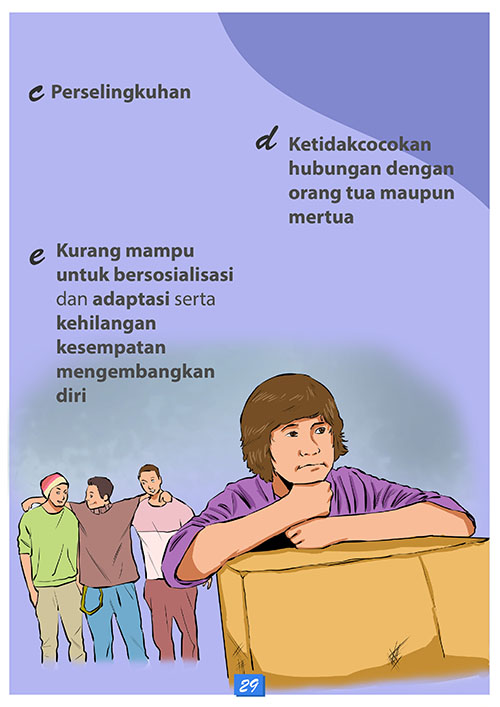 c Perselingkuhan
d Ketidakcocokan
hubungan dengan
orang tua maupun
mertua
e Kurang mampu
untuk bersosialisasi
dan adaptasi serta
kehilangan
kesempatan
mengembangkan
diri
29